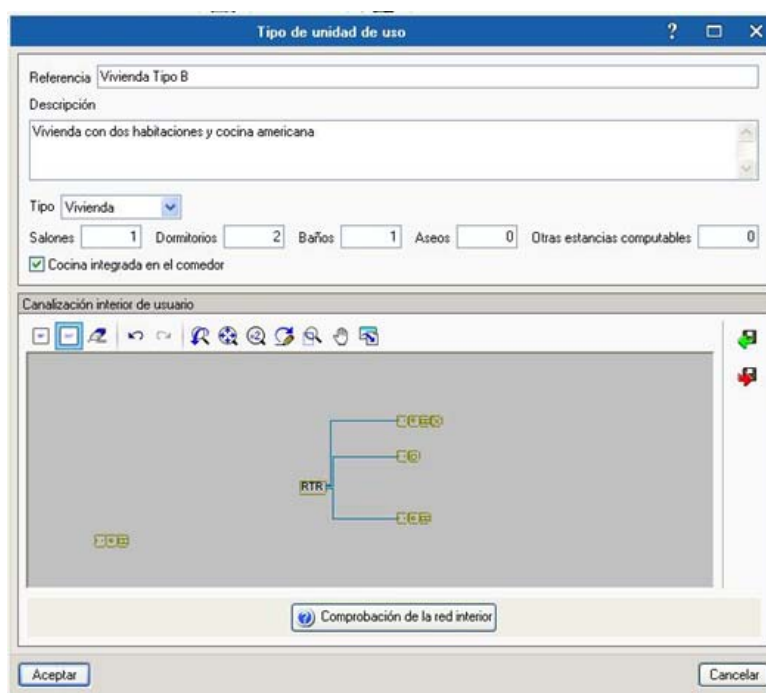 Tipo de unidad de uso
Referencia Vivienda Tipo B
Descripción
Vivienda con dos habitaciones y cocina americana
Tipo Vivienda
Salones 1 Dormitorios 2 Baños 1 Aseos 0 Otras estancias computables 0
Cocina integrada en el comedor
Canalización interior de usuario
RTR
Comprobación de la red interior
Aceptar Cancelar